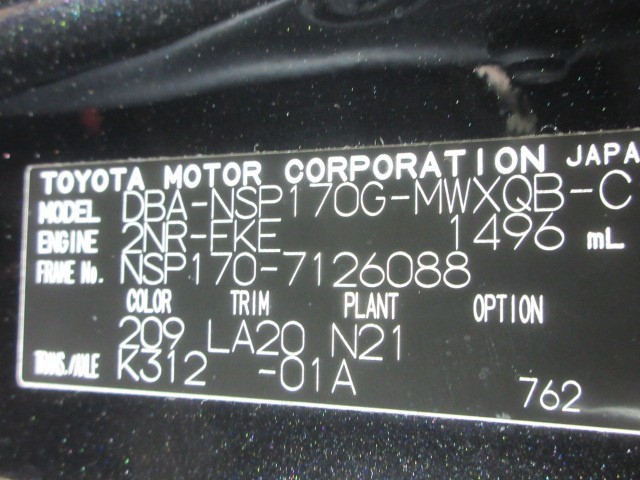 TOYOTA MOTOR CORPORATION JAPA
MODEL DBA-NSP170G-MWXQB-C
ENGINE 2NR-FKE 1496 mL
FRAME No. NSP170-7126088
COLOR TRIM PLANT OPTION
209 LA20 N21
TRANS./AXLE K312 -01A
762